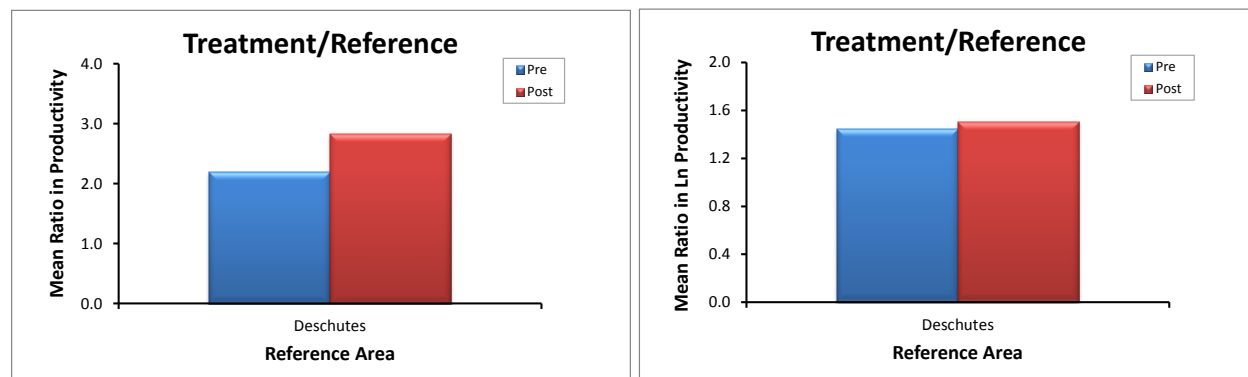 Treatment/Reference
Mean Ratio in Productivity
4.0
3.0
2.0
1.0
0.0
Pre
Post
Deschutes
Reference Area
Treatment/Reference
Mean Ratio in Ln Productivity
2.0
1.6
1.2
0.8
0.4
0.0
Pre
Post
Deschutes
Reference Area